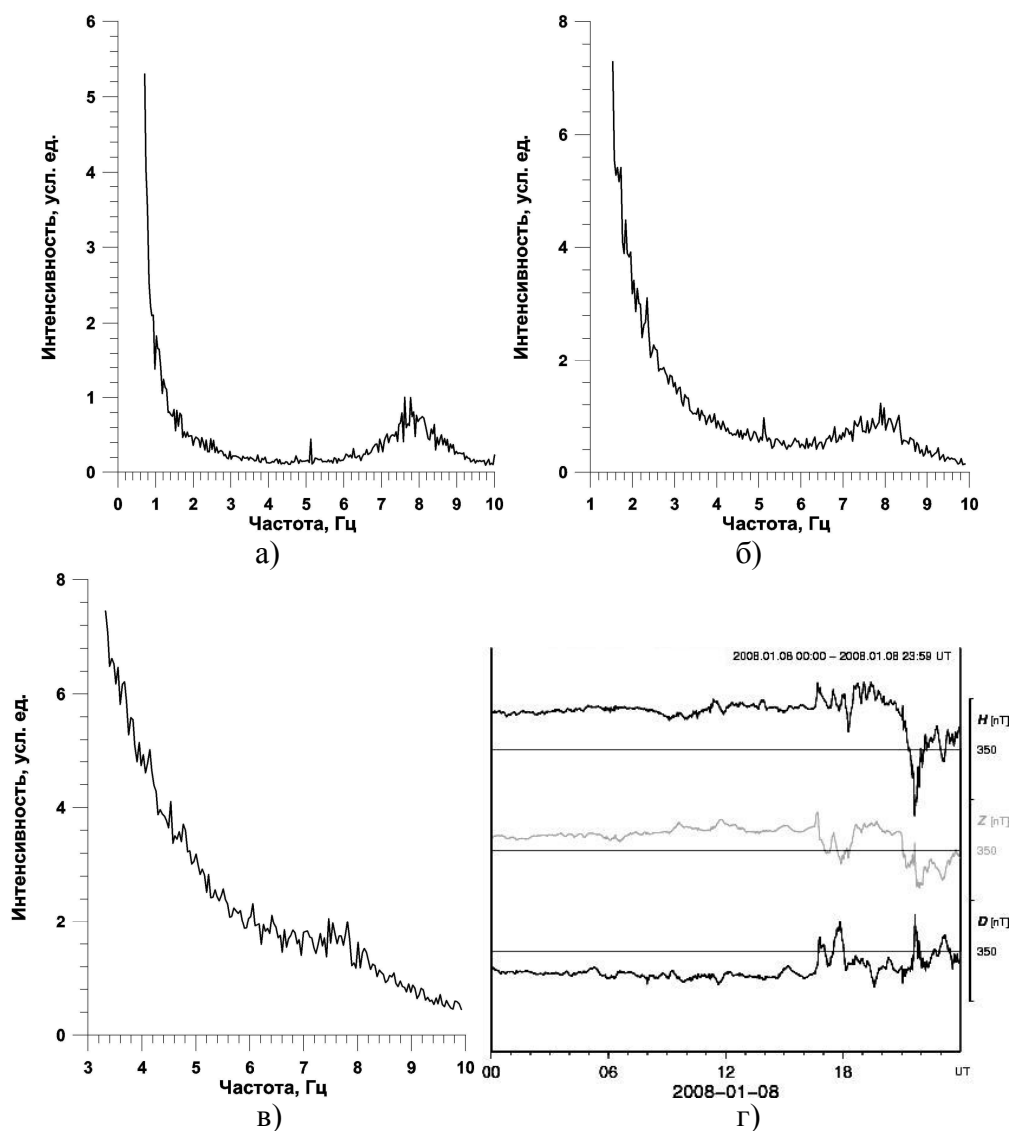 6
5
4
3
2
1
0
Интенсивность, усл. ед.
0 1 2 3 4 5 6 7 8 9 10
Частота, Гц
а)
8
6
4
2
0
Интенсивность, усл. ед.
1 2 3 4 5 6 7 8 9 10
Частота, Гц
б)
8
6
4
2
0
Интенсивность, усл. ед.
3 4 5 6 7 8 9 10
Частота, Гц
в)
2008.01.08 00:00 – 2008.01.08 23:59 UT
H [nT]
350
Z [nT]
350
D [nT]
350
00 06 12 18 UT
2008-01-08
г)